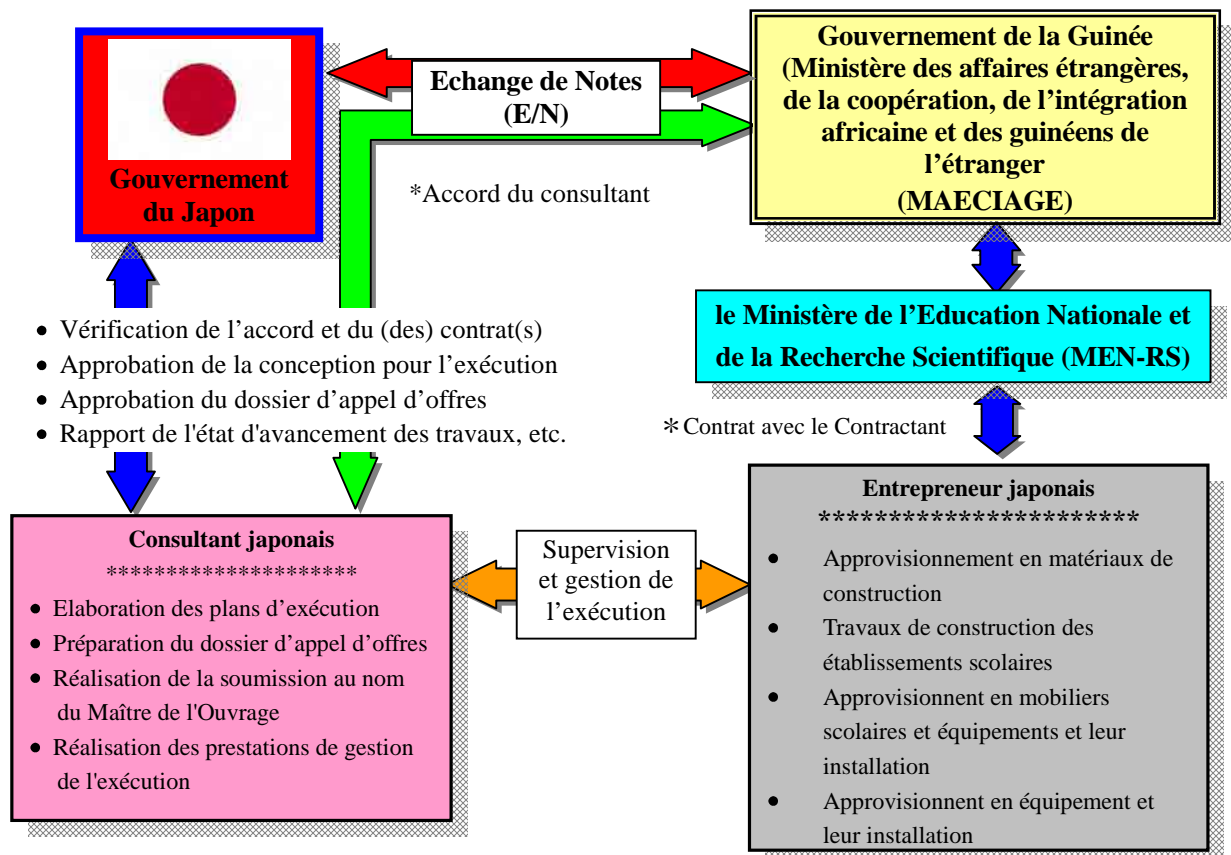 Gouvernement
du Japon
Echange de Notes
(E/N)
Gouvernement de la Guinée
(Ministère des affaires étrangères,
de la coopération, de l’intégration
africaine et des guinéens de
l’étranger
(MAECIAGE)
*Accord du consultant
• Vérification de l’accord et du (des) contrat(s)
• Approbation de la conception pour l’exécution
• Approbation du dossier d’appel d’offres
• Rapport de l'état d'avancement des travaux, etc.
le Ministère de l’Education Nationale et
de la Recherche Scientifique (MEN-RS)
*Contrat avec le Contractant
Consultant japonais
*********************
• Elaboration des plans d’exécution
• Préparation du dossier d’appel d’offres
• Réalisation de la soumission au nom
du Maître de l'Ouvrage
• Réalisation des prestations de gestion
de l'exécution
Supervision
et gestion de
l’exécution
Entrepreneur japonais
***********************
• Approvisionnement en matériaux de
construction
• Travaux de construction des
établissements scolaires
• Approvisionnent en mobiliers
scolaires et équipements et leur
installation
• Approvisionnent en équipement et
leur installation